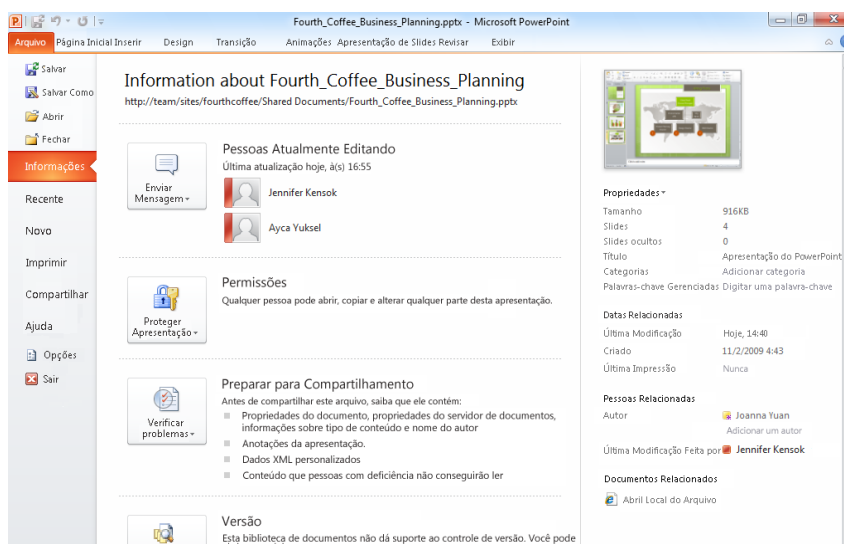 Fourth_Coffee_Business_Planning.pptx - Microsoft PowerPoint
Arquivo Página Inicial Inserir Design Transição Animações Apresentação de Slides Revisar Exibir
Salvar
Salvar Como
Abrir
Fechar
Informações
Recente
Novo
Imprimir
Compartilhar
Ajuda
Opções
Sair
Information about Fourth_Coffee_Business_Planning
http://team/sites/fourthcoffee/Shared Documents/Fourth_Coffee_Business_Planning.pptx
Enviar
Mensagem
Pessoas Atualmente Editando
Última atualização hoje, à(s) 16:55
Jennifer Kensok
Ayca Yuksel
Proteger
Apresentação
Permissões
Qualquer pessoa pode abrir, copiar e alterar qualquer parte desta apresentação.
Verificar
problemas
Preparar para Compartilhamento
Antes de compartilhar este arquivo, saiba que ele contém:
Propriedades do documento, propriedades do servidor de documentos,
informações sobre tipo de conteúdo e nome do autor
Anotações da apresentação.
Dados XML personalizados
Conteúdo que pessoas com deficiência não conseguirão ler
Versão
Esta biblioteca de documentos não dá suporte ao controle de versão. Você pode
Propriedades
Tamanho 916KB
Slides 4
Slides ocultos 0
Título Apresentação do PowerPoint
Categorias Adicionar categoria
Palavras-chave Gerenciadas Digitar uma palavra-chave
Datas Relacionadas
Última Modificação Hoje, 14:40
Criado 11/2/2009 4:43
Última Impressão Nunca
Pessoas Relacionadas
Autor Joanna Yuan
Adicionar um autor
Última Modificação Feita por Jennifer Kensok
Documentos Relacionados
Abril Local do Arquivo